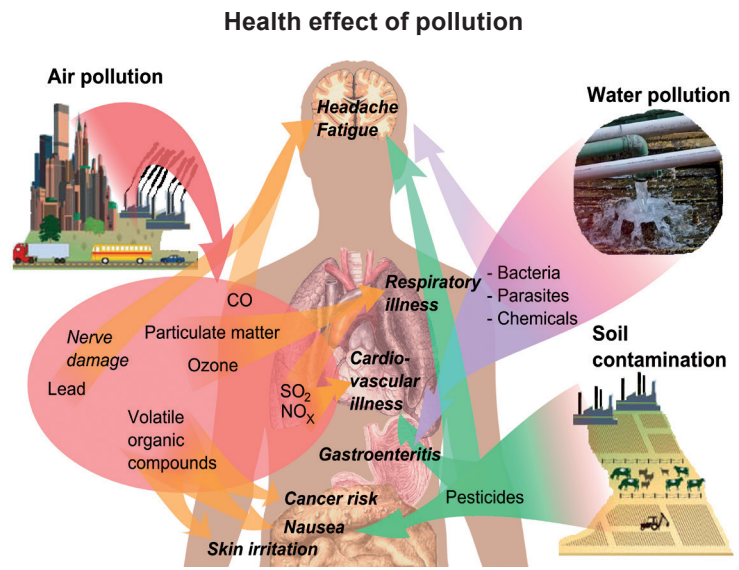 Health effect of pollution
Air pollution
Water pollution
Headache
Fatigue
CO
Particulate matter
Nerve
damage
Ozone
Lead
SO₂
NOX
Volatile
organic
compounds
Respiratory
illness
Cardio-
vascular
illness
Gastroenteritis
Cancer risk
Nausea
Skin irritation
- Bacteria
- Parasites
- Chemicals
Soil
contamination
Pesticides